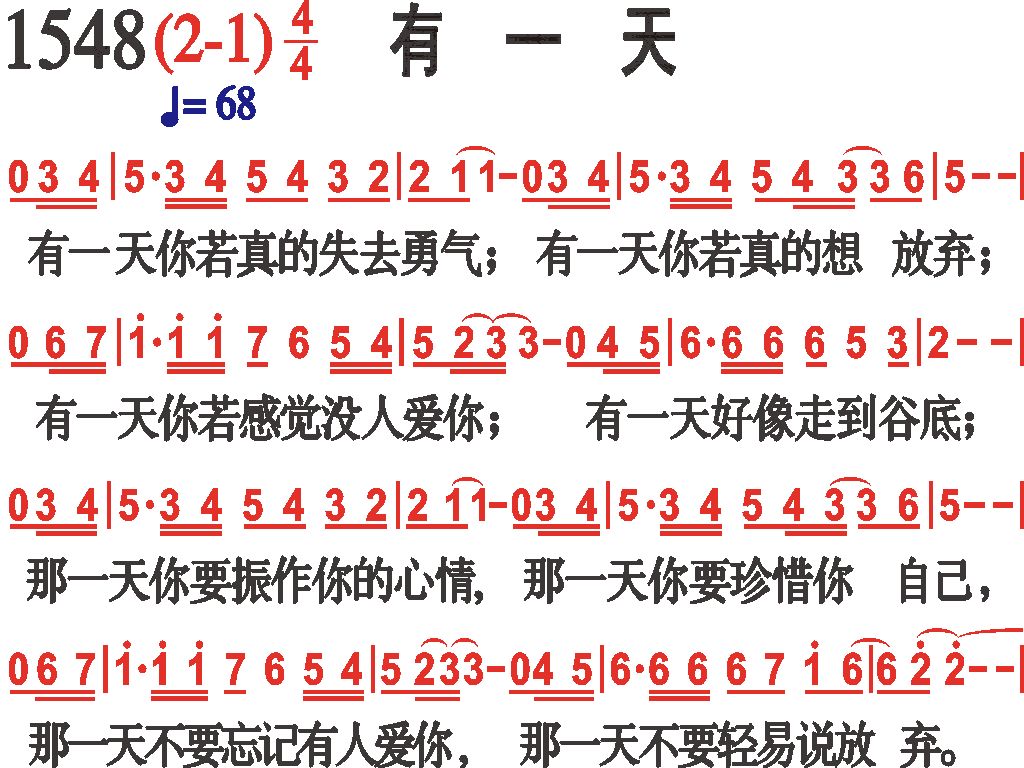 1548(2-1) 4/4 有 一 天
♩= 68
0 3 4 | 5· 3 4 5 4 3 2 | 2 1 1 - 0 3 4 | 5· 3 4 5 4 3 3 6 | 5 - - |
有一天你若真的失去勇气； 有一天你若真的想 放弃；
0 6 7 | i· i i 7 6 5 4 | 5 2 3 3 - 0 4 5 | 6· 6 6 6 5 3 | 2 - - |
有一天你若感觉没人爱你； 有一天好像走到谷底；
0 3 4 | 5· 3 4 5 4 3 2 | 2 1 1 - 0 3 4 | 5· 3 4 5 4 3 3 6 | 5 - - |
那一天你要振作你的心情, 那一天你要珍惜你 自己，
0 6 7 | i· i i 7 6 5 4 | 5 2 3 3 - 0 4 5 | 6· 6 6 6 7 i 6 | 6 2̇ 2̇ - - |
那一天不要忘记有人爱你， 那一天不要轻易说放 弃。